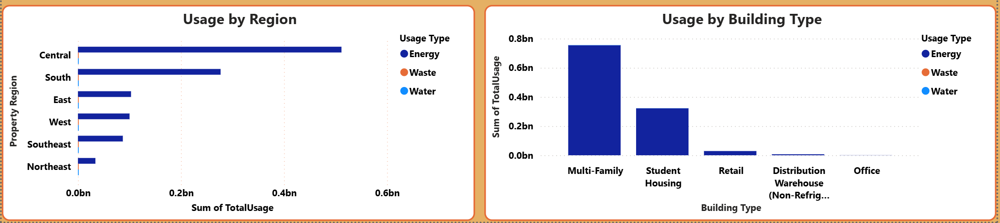 Usage by Region
Usage Type
Energy
Waste
Water
Property Region
Central
South
East
West
Southeast
Northeast
0.0bn 0.2bn 0.4bn 0.6bn
Sum of TotalUsage
Usage by Building Type
Usage Type
Energy
Waste
Water
Sum of TotalUsage
0.8bn
0.6bn
0.4bn
0.2bn
0.0bn
Multi-Family
Student
Housing
Retail
Distribution
Warehouse
(Non-Refrig...
Office
Building Type